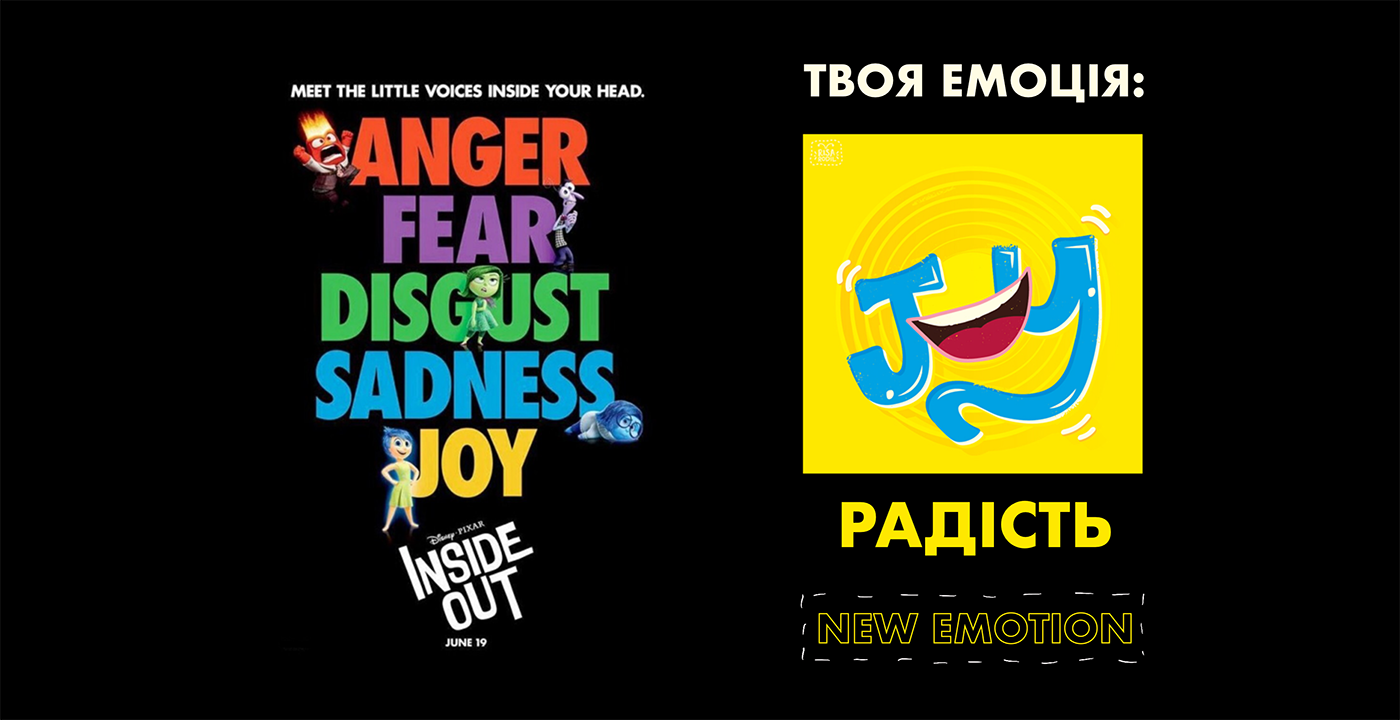 MEET THE LITTLE VOICES INSIDE YOUR HEAD.
ANGER
FEAR
DISGUST
SADNESS
JOY
Disney · PIXAR
INSIDE
OUT
JUNE 19
ТВОЯ ЕМОЦІЯ:
JOY
РАДІСТЬ
NEW EMOTION